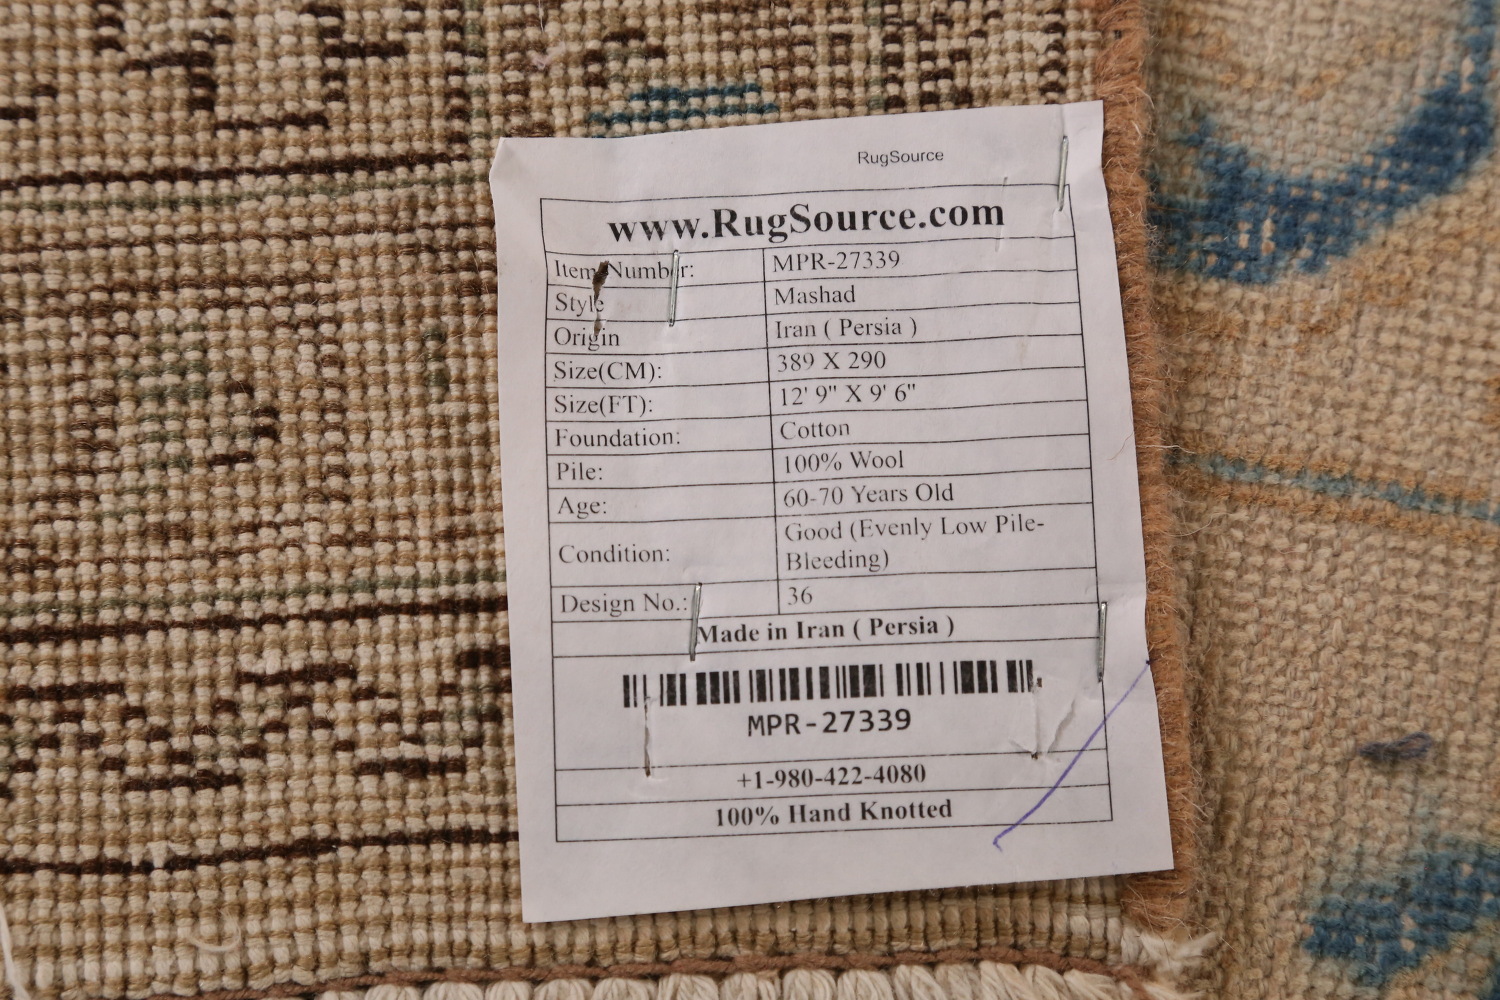 RugSource
www.RugSource.com
Item Number: MPR-27339
Style Mashad
Origin Iran ( Persia )
Size(CM): 389 X 290
Size(FT): 12' 9" X 9' 6"
Foundation: Cotton
Pile: 100% Wool
Age: 60-70 Years Old
Condition: Good (Evenly Low Pile-
Bleeding)
Design No.: 36
Made in Iran ( Persia )
MPR-27339
+1-980-422-4080
100% Hand Knotted